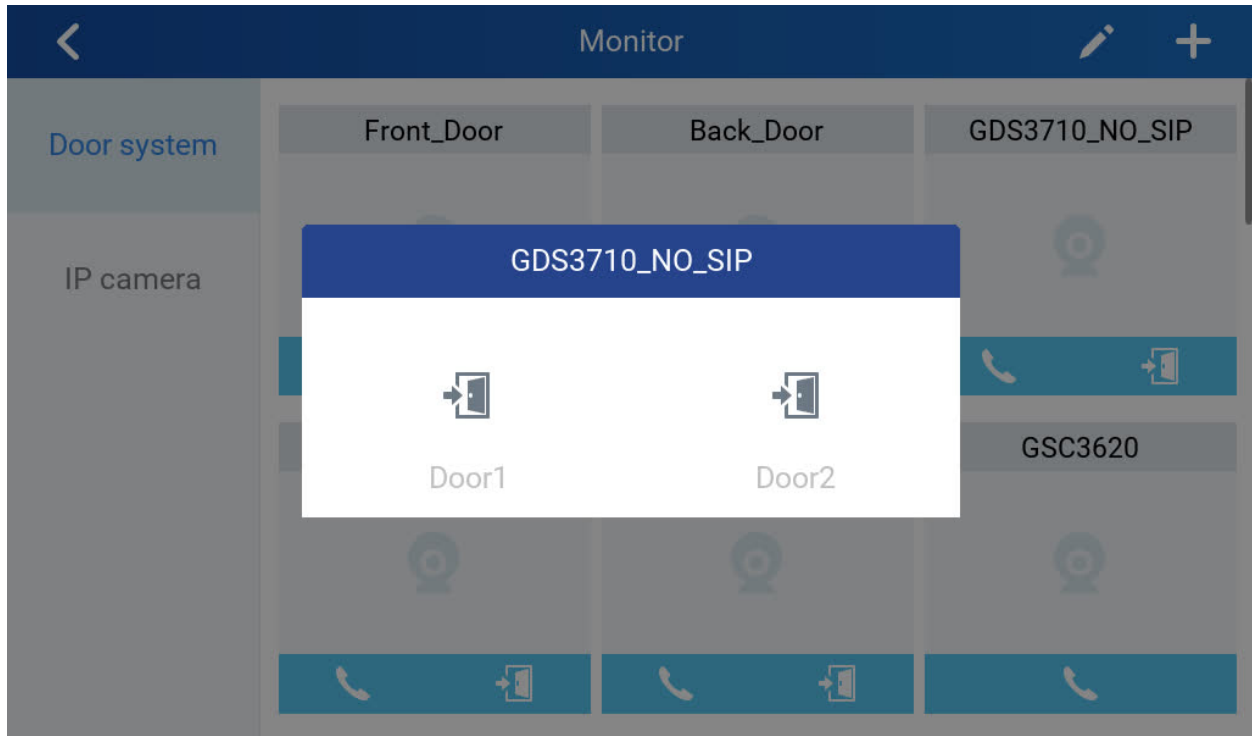 Monitor
Door system
IP camera
Front_Door
Back_Door
GDS3710_NO_SIP
GDS3710_NO_SIP
Door1
Door2
GSC3620